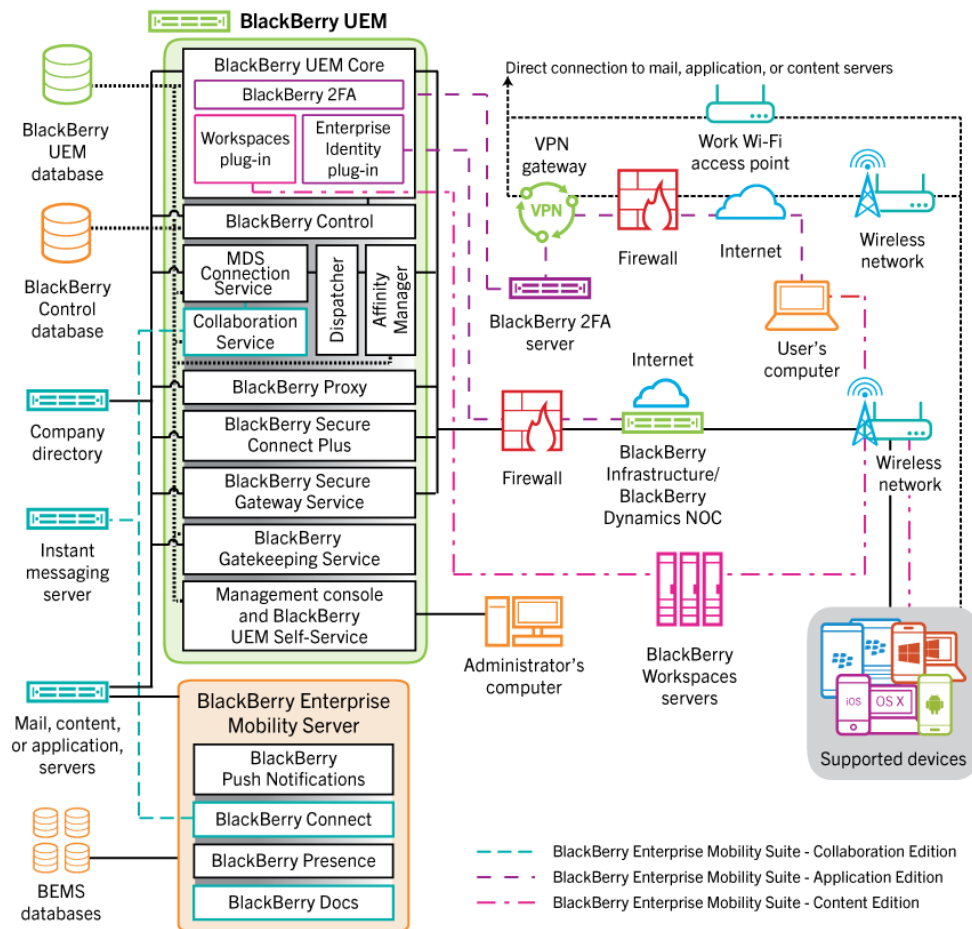 BlackBerry UEM
BlackBerry UEM Core
BlackBerry 2FA
Workspaces
plug-in
Enterprise
Identity
plug-in
BlackBerry Control
MDS
Connection
Service
Collaboration
Service
Dispatcher
Affinity
Manager
BlackBerry Proxy
BlackBerry Secure
Connect Plus
BlackBerry Secure
Gateway Service
BlackBerry
Gatekeeping Service
Management console
and BlackBerry
UEM Self-Service
BlackBerry
UEM
database
BlackBerry
Control
database
Company
directory
Instant
messaging
server
Mail, content,
or application,
servers
BEMS
databases
BlackBerry Enterprise
Mobility Server
BlackBerry
Push Notifications
BlackBerry Connect
BlackBerry Presence
BlackBerry Docs
Direct connection to mail, application, or content servers
Work Wi-Fi
access point
VPN
gateway
VPN
Firewall
Internet
Wireless
network
BlackBerry 2FA
server
User's
computer
Internet
Firewall
BlackBerry
Infrastructure/
BlackBerry
Dynamics NOC
Wireless
network
Administrator's
computer
BlackBerry
Workspaces
servers
iOS
OS X
Supported devices
BlackBerry Enterprise Mobility Suite - Collaboration Edition
BlackBerry Enterprise Mobility Suite - Application Edition
BlackBerry Enterprise Mobility Suite - Content Edition